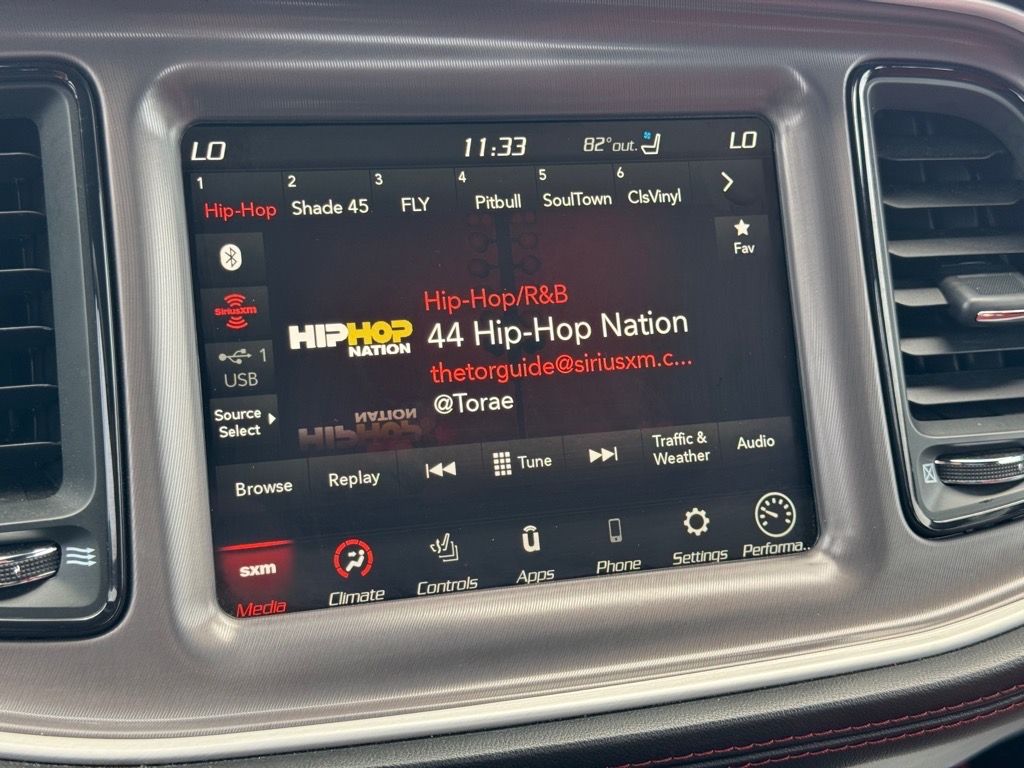 LO 11:33 82°out. LO
1 2 3 4 5 6
Hip-Hop Shade 45 FLY Pitbull SoulTown ClsVinyl
Fav
SiriusXM
1
USB
Source
Select
HIPHOP
NATION
Hip-Hop/R&B
44 Hip-Hop Nation
thetorguide@siriusxm.c...
@Torae
NATION
HIPHOP
Browse Replay Tune Traffic &
Weather Audio
sxm
Media Climate Controls Apps Phone Settings Performa..